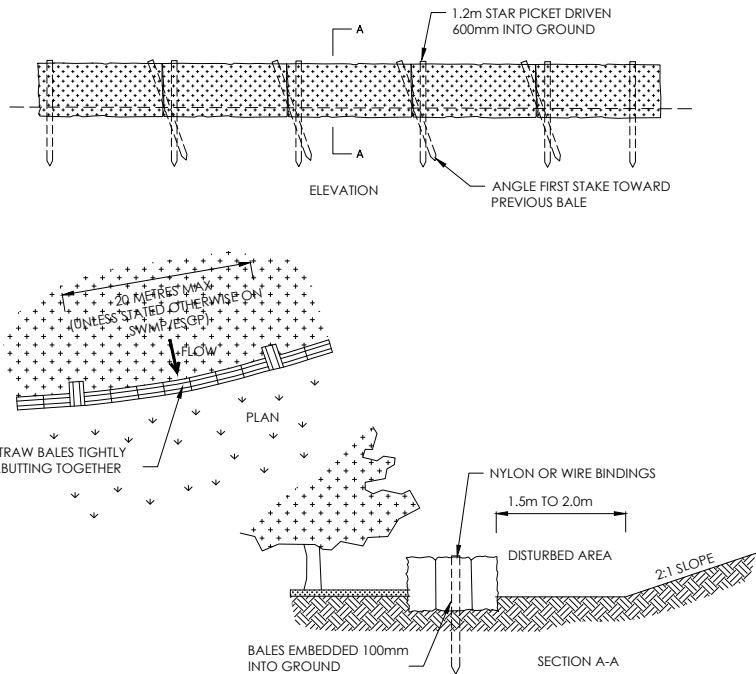 A
1.2m STAR PICKET DRIVEN
600mm INTO GROUND
A
ELEVATION
ANGLE FIRST STAKE TOWARD
PREVIOUS BALE
20 METRES MAX
(UNLESS STATED OTHERWISE ON
SWMP/ESCP)
FLOW
PLAN
TRAW BALES TIGHTLY
BUTTING TOGETHER
NYLON OR WIRE BINDINGS
1.5m TO 2.0m
DISTURBED AREA
2:1 SLOPE
BALES EMBEDDED 100mm
INTO GROUND
SECTION A-A